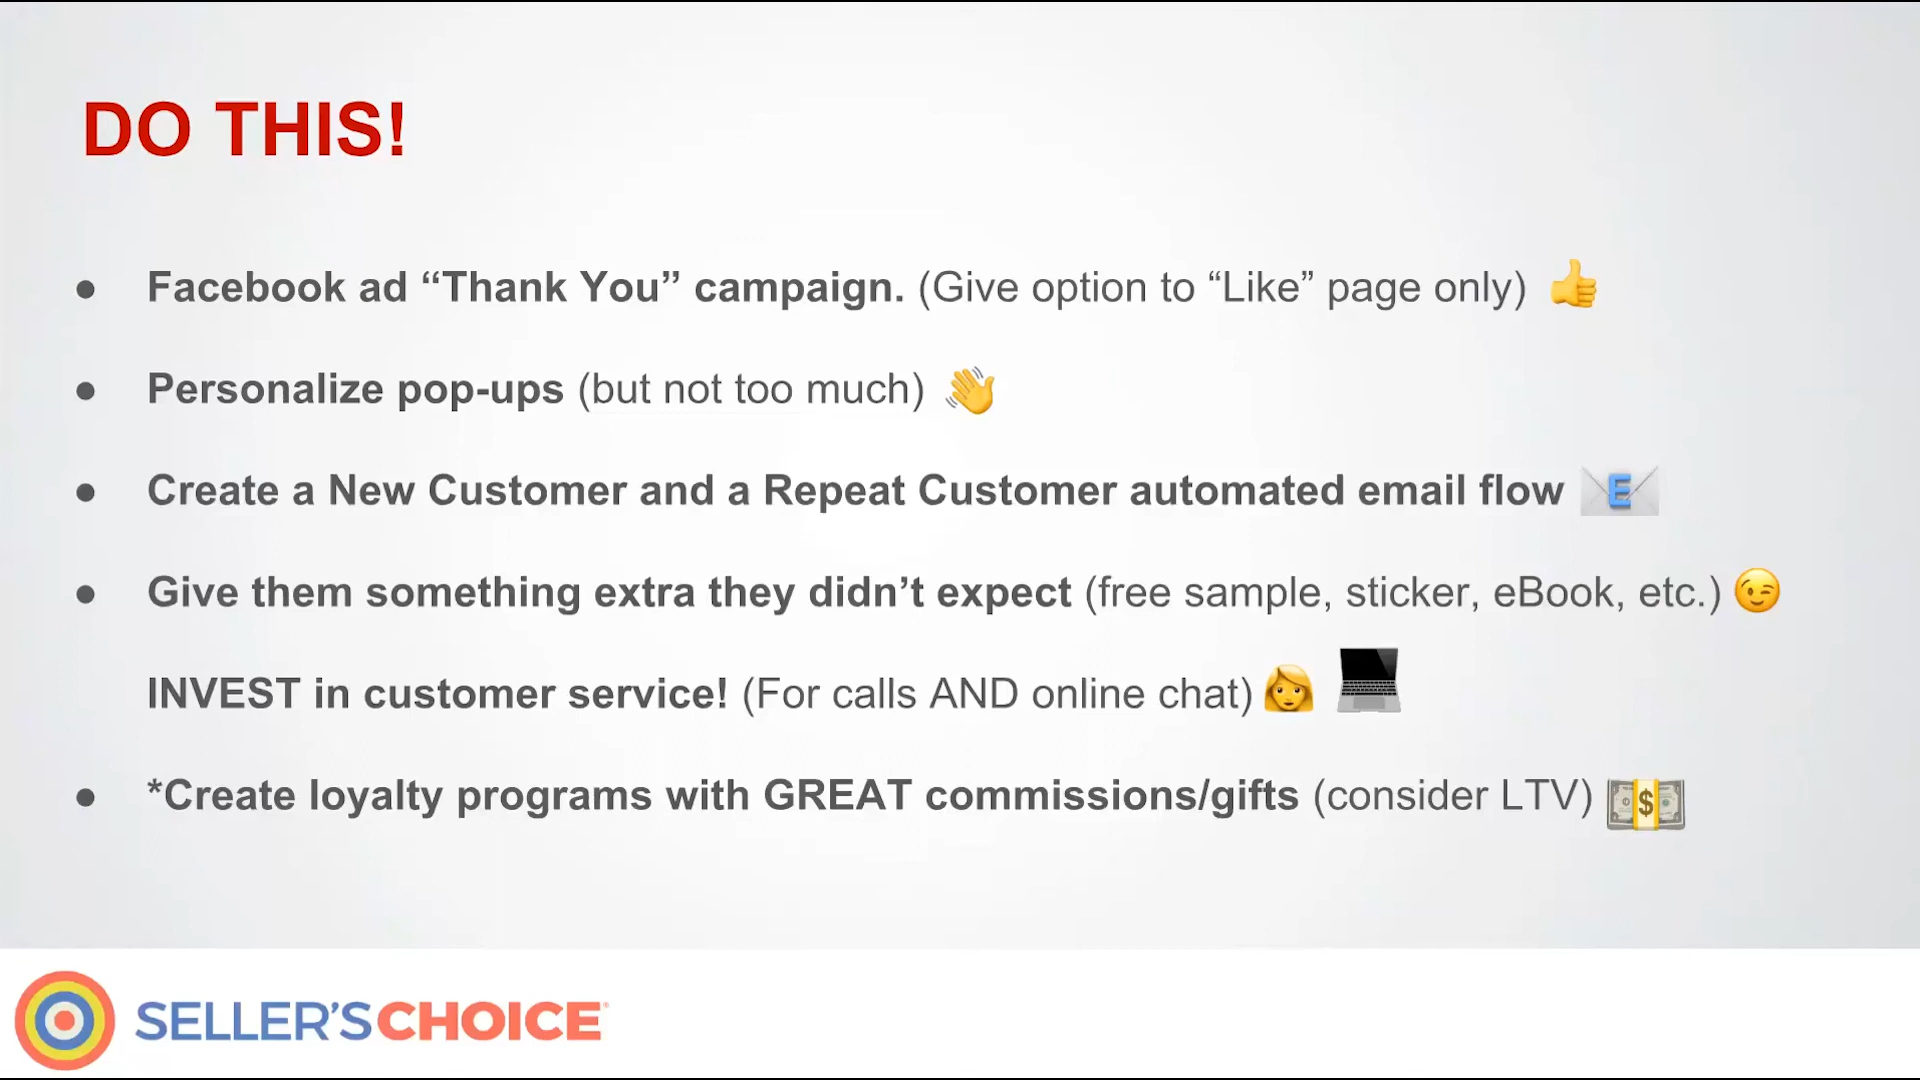 DO THIS!
● Facebook ad “Thank You” campaign. (Give option to “Like” page only) 👍
● Personalize pop-ups (but not too much) 👋
● Create a New Customer and a Repeat Customer automated email flow 📧
● Give them something extra they didn’t expect (free sample, sticker, eBook, etc.) 😉
INVEST in customer service! (For calls AND online chat) 👩 💻
● *Create loyalty programs with GREAT commissions/gifts (consider LTV) 💵
SELLER'S CHOICE